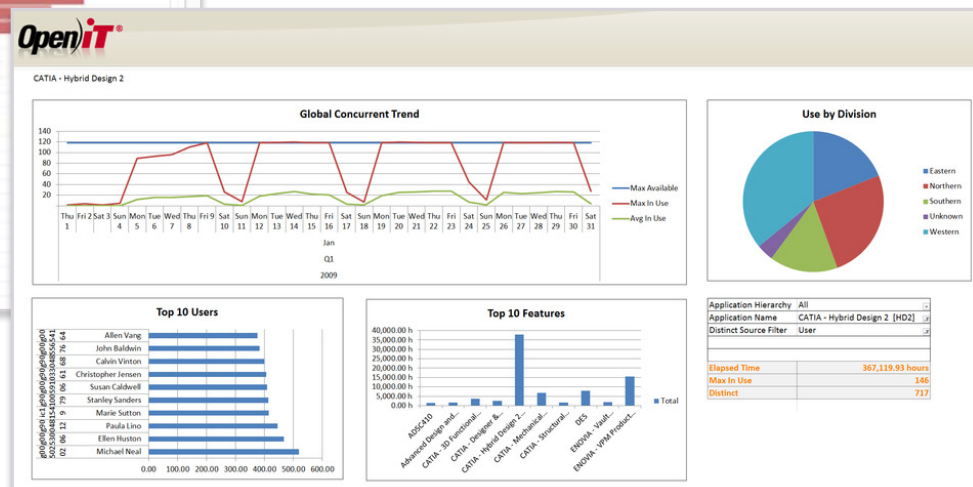 Open iT®
CATIA - Hybrid Design 2
Global Concurrent Trend
140
120
100
80
60
40
20
Thu Fri 2 Sat 3 Sun Mon Tue Wed Thu Fri 9 Sat Sun Mon Tue Wed Thu Fri Sat Sun Mon Tue Wed Thu Fri Sat Sun Mon Tue Wed Thu Fri Sat
1 4 5 6 7 8 10 11 12 13 14 15 16 17 18 19 20 21 22 23 24 25 26 27 28 29 30 31
Jan
Q1
2009
Max Available
Max In Use
Avg In Use
Use by Division
Eastern
Northern
Southern
Unknown
Western
Top 10 Users
Allen Vang
John Baldwin
Calvin Vinton
Christopher Jensen
Susan Caldwell
Stanley Sanders
Marie Sutton
Paula Lino
Ellen Huston
Michael Neal
64
76
68
61
06
79
9
12
06
02
0.00 100.00 200.00 300.00 400.00 500.00 600.00
Top 10 Features
40,000.00 h
35,000.00 h
30,000.00 h
25,000.00 h
20,000.00 h
15,000.00 h
10,000.00 h
5,000.00 h
0.00 h
ADSC410
Advanced Design and...
CATIA - 3D Functional...
CATIA - Designer &...
CATIA - Hybrid Design 2...
CATIA - Mechanical...
CATIA - Structural...
DES
ENOVIA - Vault...
ENOVIA - VPM Product...
Total
Application Hierarchy All
Application Name CATIA - Hybrid Design 2 [HD2]
Distinct Source Filter User
Elapsed Time 367,119.93 hours
Max In Use 146
Distinct 717